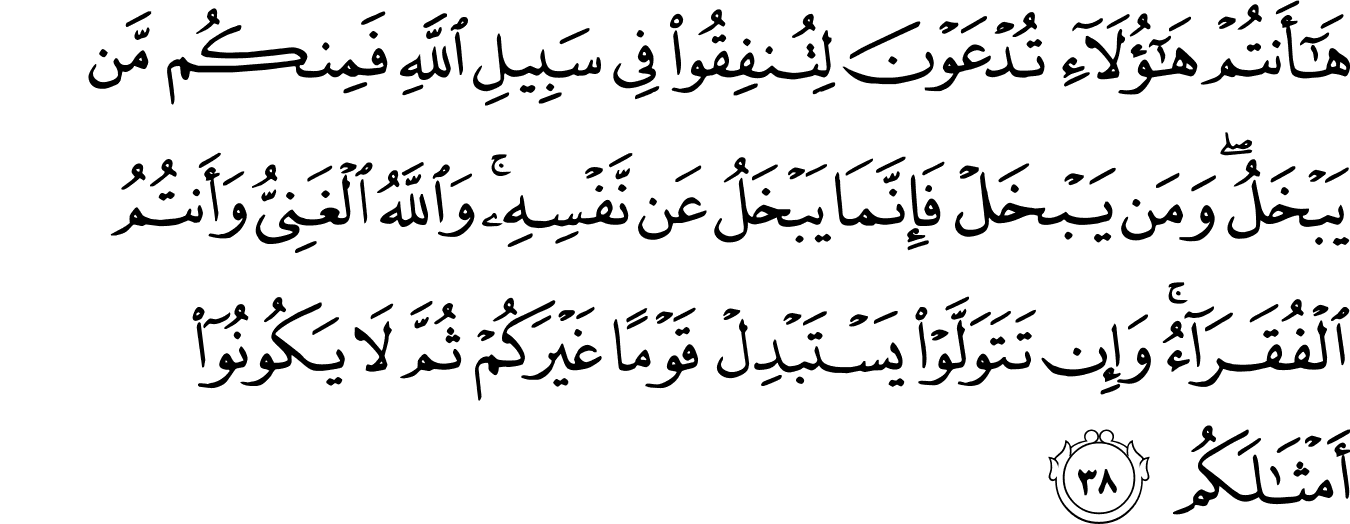 هَـٰٓأَنتُمْ هَـٰٓؤُلَآءِ تُدْعَوْنَ لِتُنفِقُوا۟ فِى سَبِيلِ ٱللَّهِ فَمِنكُم مَّن
يَبْخَلُ ۖ وَمَن يَبْخَلْ فَإِنَّمَا يَبْخَلُ عَن نَّفْسِهِۦ ۚ وَٱللَّهُ ٱلْغَنِىُّ وَأَنتُمُ
ٱلْفُقَرَآءُ ۚ وَإِن تَتَوَلَّوْا۟ يَسْتَبْدِلْ قَوْمًا غَيْرَكُمْ ثُمَّ لَا يَكُونُوٓا۟
أَمْثَـٰلَكُم ٣٨